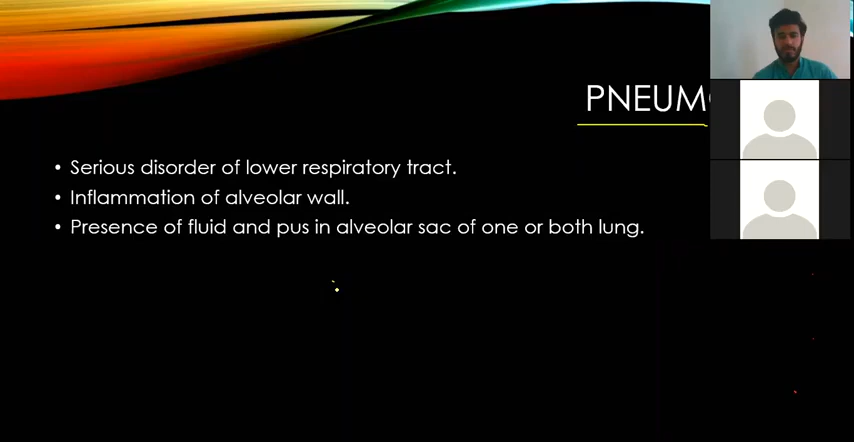 PNEUM
• Serious disorder of lower respiratory tract.
• Inflammation of alveolar wall.
• Presence of fluid and pus in alveolar sac of one or both lung.